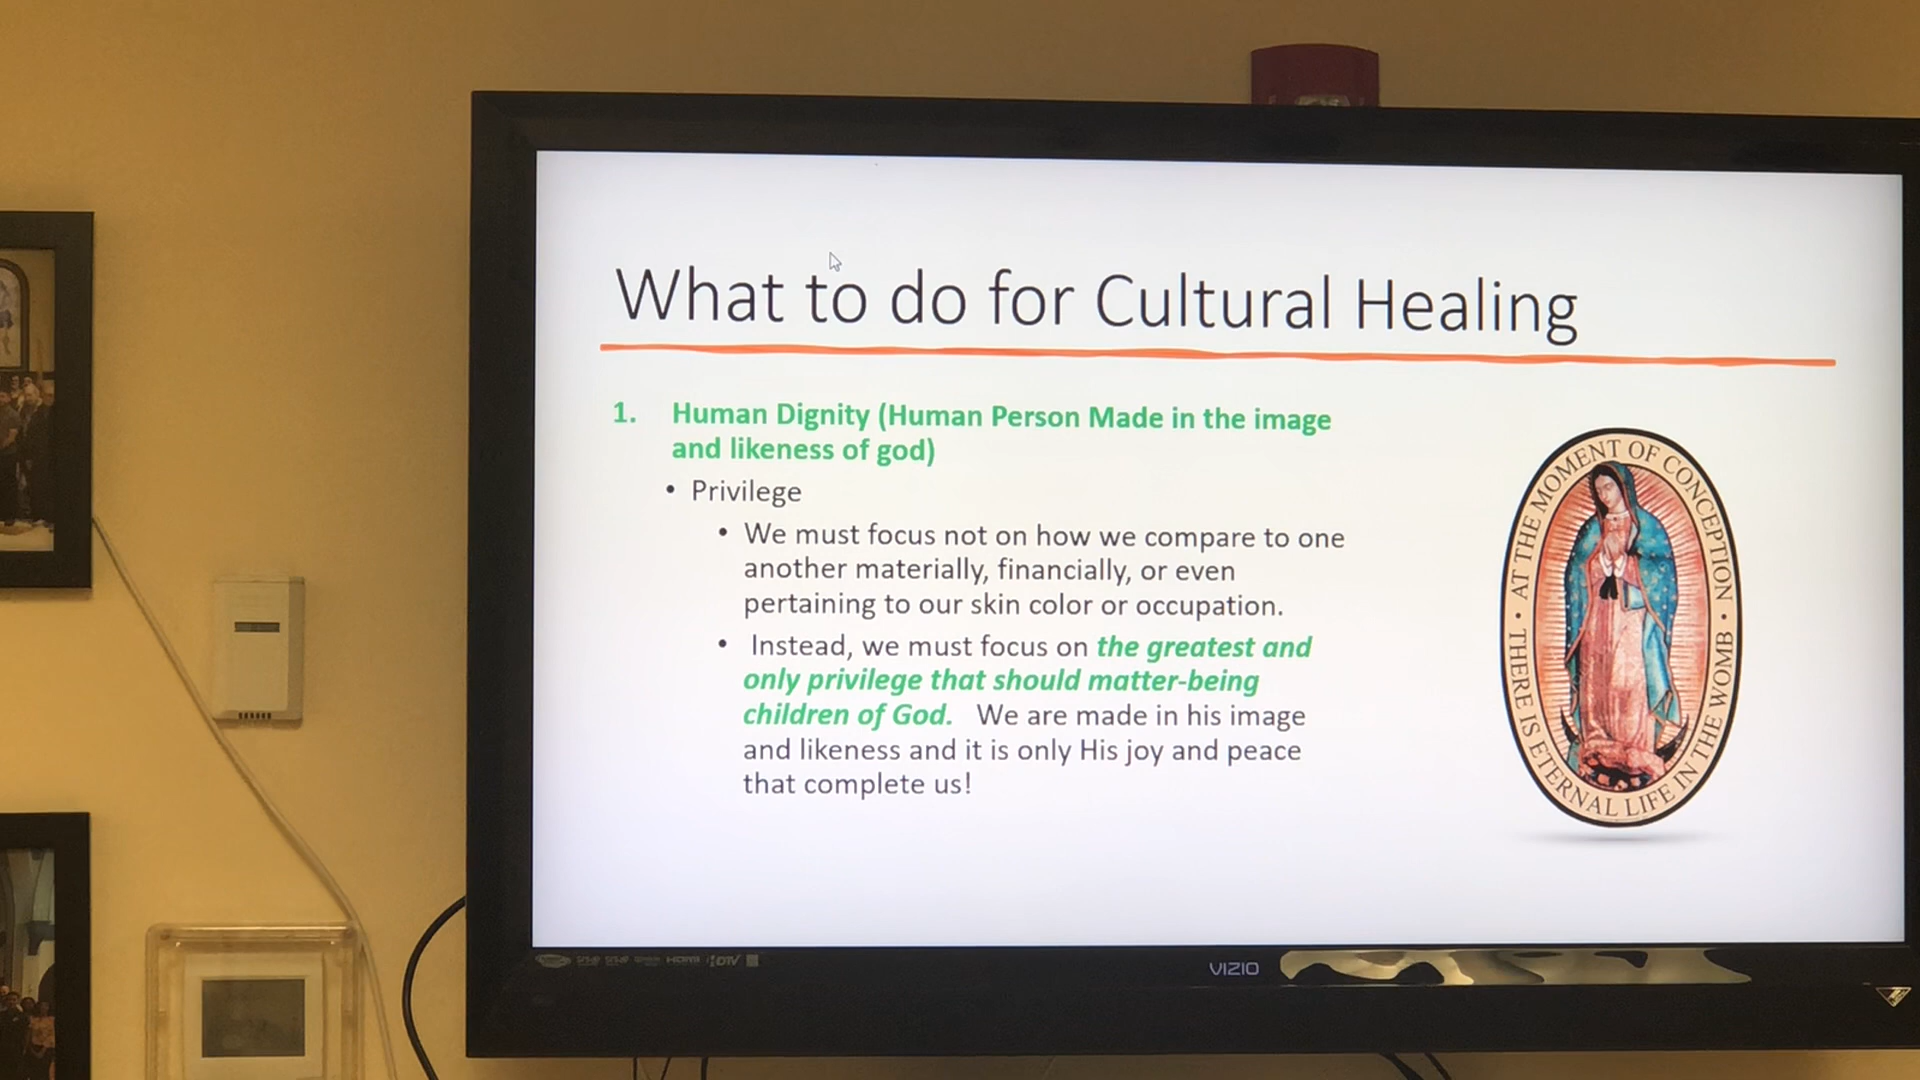 What to do for Cultural Healing
1. Human Dignity (Human Person Made in the image
and likeness of god)
• Privilege
• We must focus not on how we compare to one
another materially, financially, or even
pertaining to our skin color or occupation.
• Instead, we must focus on the greatest and
only privilege that should matter-being
children of God. We are made in his image
and likeness and it is only His joy and peace
that complete us!
AT THE MOMENT OF CONCEPTION • THERE IS ETERNAL LIFE IN THE WOMB •
HDMI DTV
VIZIO